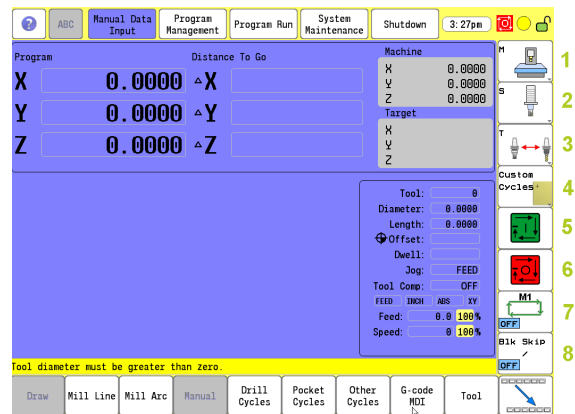 ?
ABC
Manual Data Input
Program Management
Program Run
System Maintenance
Shutdown
3:27pm
Program
Distance To Go
Machine
X 0.0000 △X
Y 0.0000 △Y
Z 0.0000 △Z
X 0.0000
Y 0.0000
Z 0.0000
Target
X
Y
Z
Tool: 0
Diameter: 0.0000
Length: 0.0000
Offset:
Dwell:
Jog: FEED
Tool Comp: OFF
FEED INCH ABS XY
Feed: 0.0 100%
Speed: 0 100%
Tool diameter must be greater than zero.
Draw
Mill Line
Mill Arc
Manual
Drill Cycles
Pocket Cycles
Other Cycles
G-code MDI
Tool
M
1
S
2
T
3
Custom Cycles
4
5
6
M1
OFF
7
Blk Skip
/
OFF
8